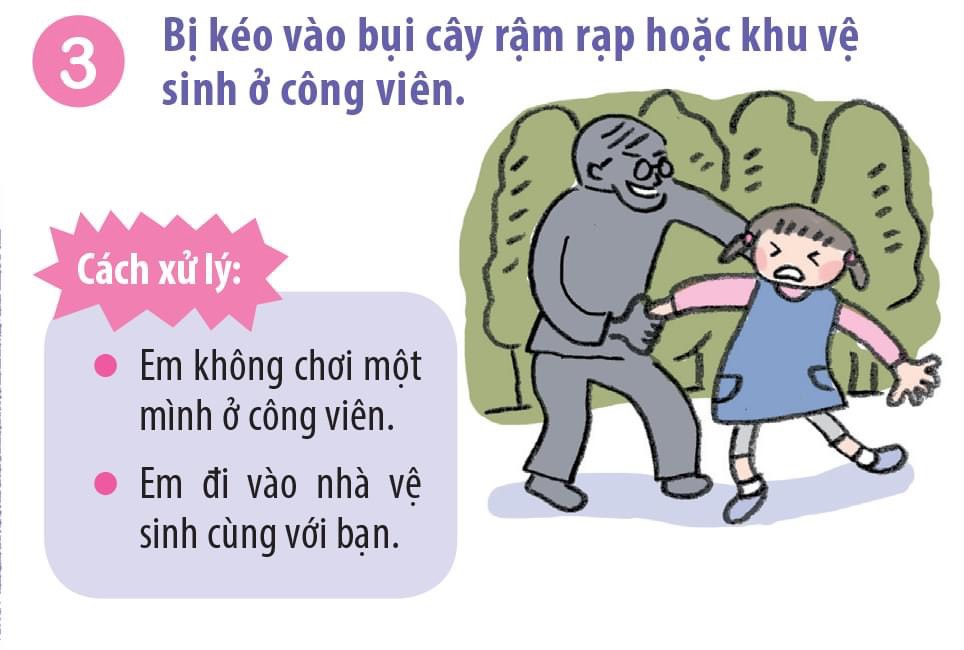 3
Bị kéo vào bụi cây rậm rạp hoặc khu vệ
sinh ở công viên.
Cách xử lý:
Em không chơi một
mình ở công viên.
Em đi vào nhà vệ
sinh cùng với bạn.